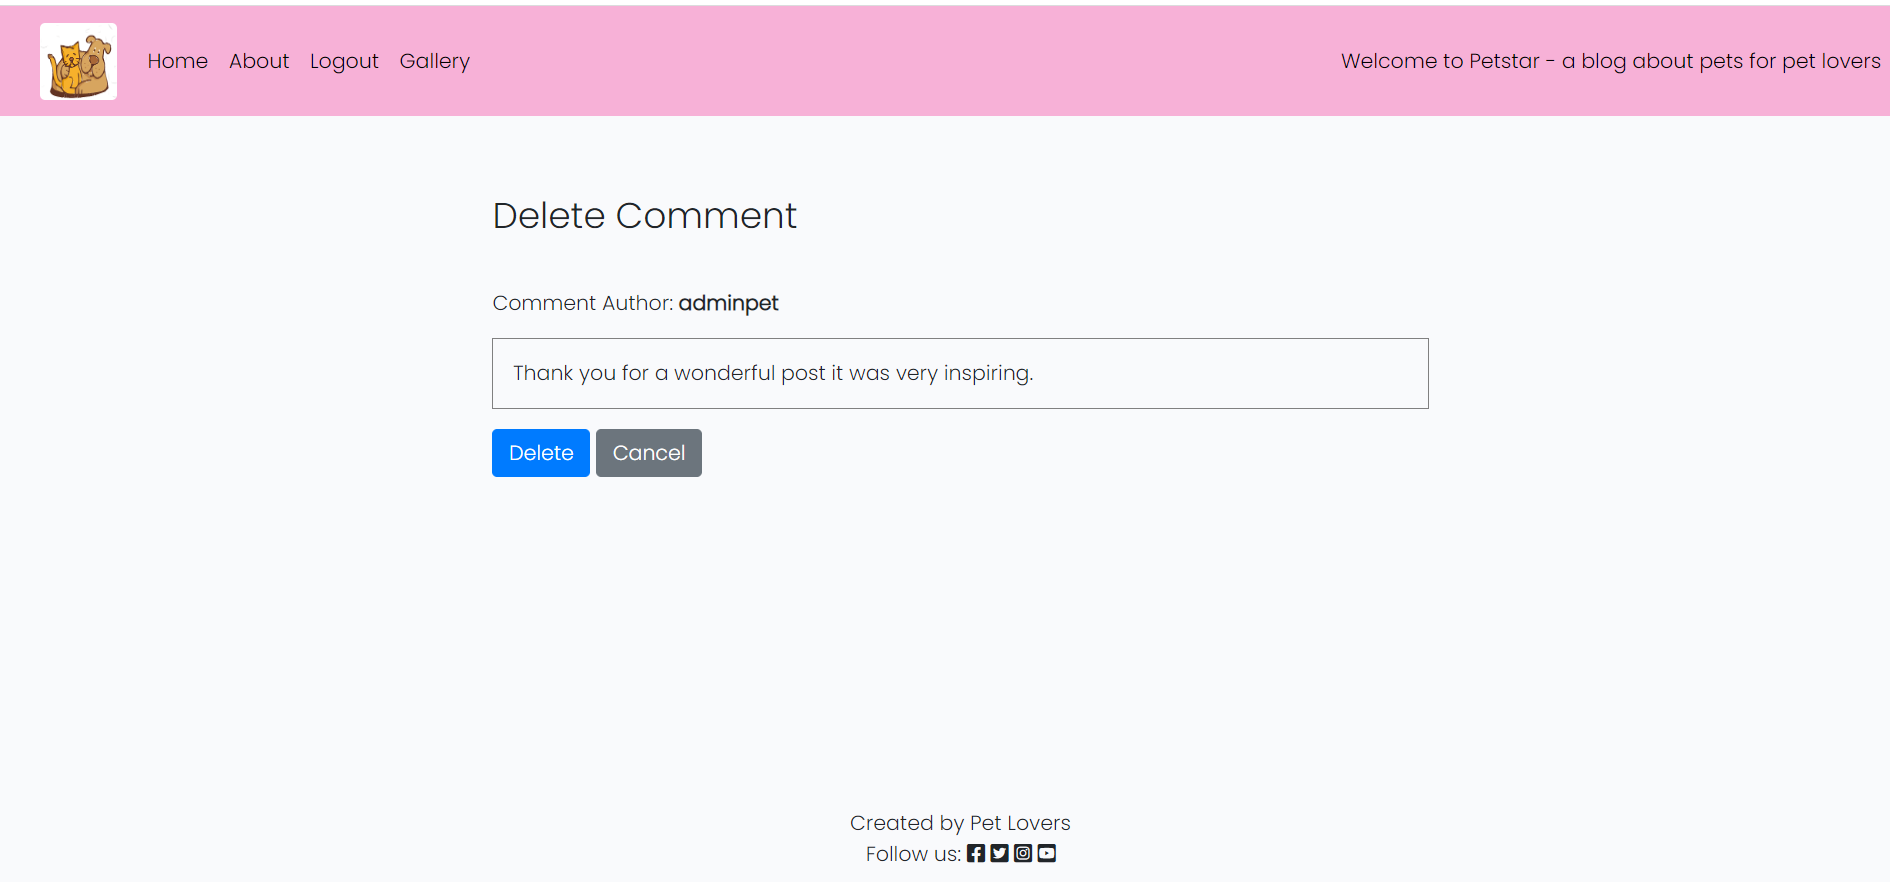 Home About Logout Gallery Welcome to Petstar - a blog about pets for pet lovers
Delete Comment
Comment Author: adminpet
Thank you for a wonderful post it was very inspiring.
Delete Cancel
Created by Pet Lovers
Follow us: